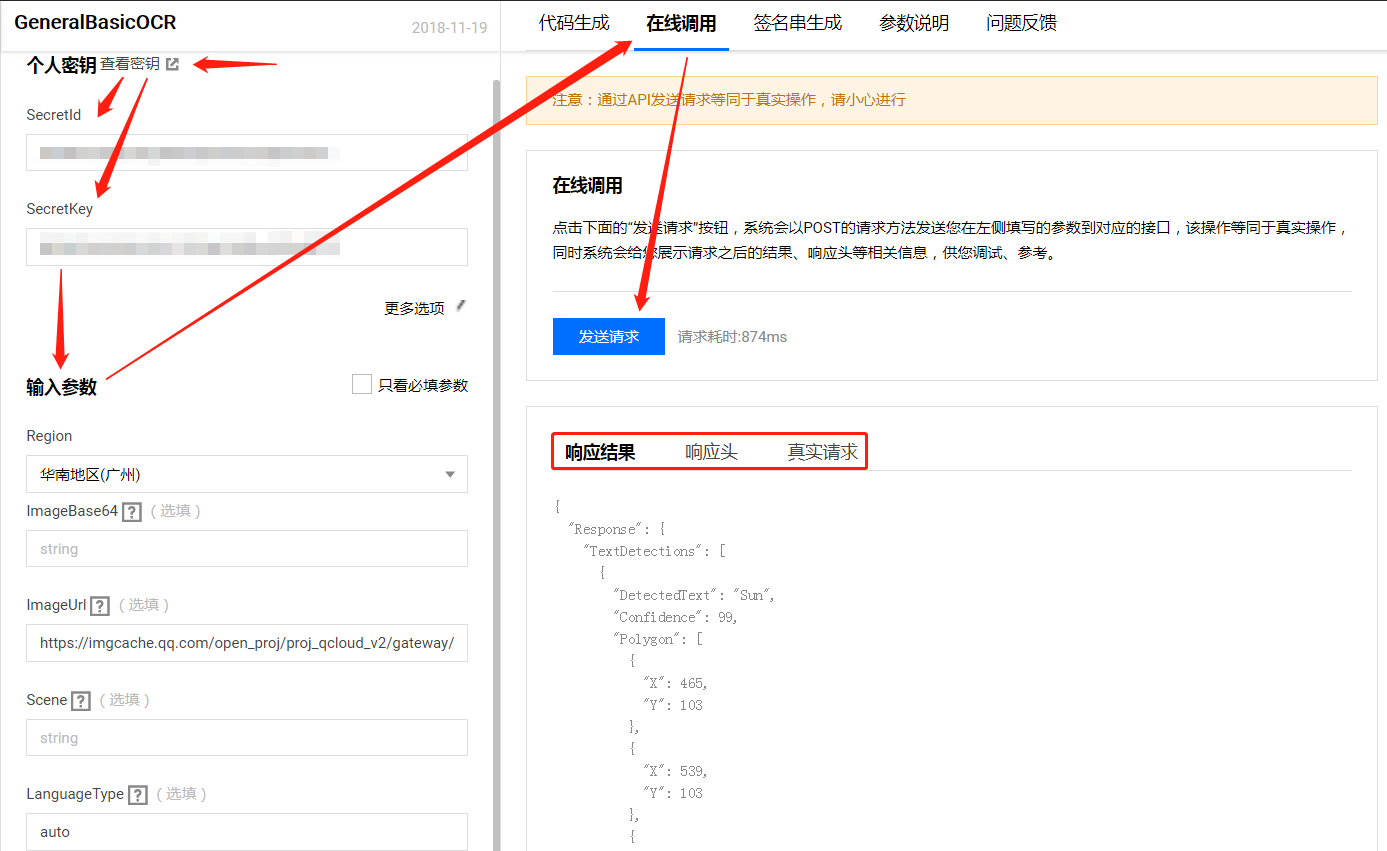 GeneralBasicOCR
2018-11-19
个人密钥 查看密钥
SecretId
SecretKey
更多选项
输入参数
只看必填参数
Region
华南地区(广州)
ImageBase64 ? （选填）
string
ImageUrl ? （选填）
https://imgcache.qq.com/open_proj/proj_qcloud_v2/gateway/
Scene ? （选填）
string
LanguageType ? （选填）
auto
代码生成 在线调用 签名串生成 参数说明 问题反馈
注意：通过API发送请求等同于真实操作，请小心进行
在线调用
点击下面的“发送请求”按钮，系统会以POST的请求方法发送您在左侧填写的参数到对应的接口，该操作等同于真实操作，
同时系统会给您展示请求之后的结果、响应头等相关信息，供您调试、参考。
发送请求 请求耗时:874ms
响应结果 响应头 真实请求
{
"Response": {
"TextDetections": [
{
"DetectedText": "Sun",
"Confidence": 99,
"Polygon": [
{
"X": 465,
"Y": 103
},
{
"X": 539,
"Y": 103
},
{